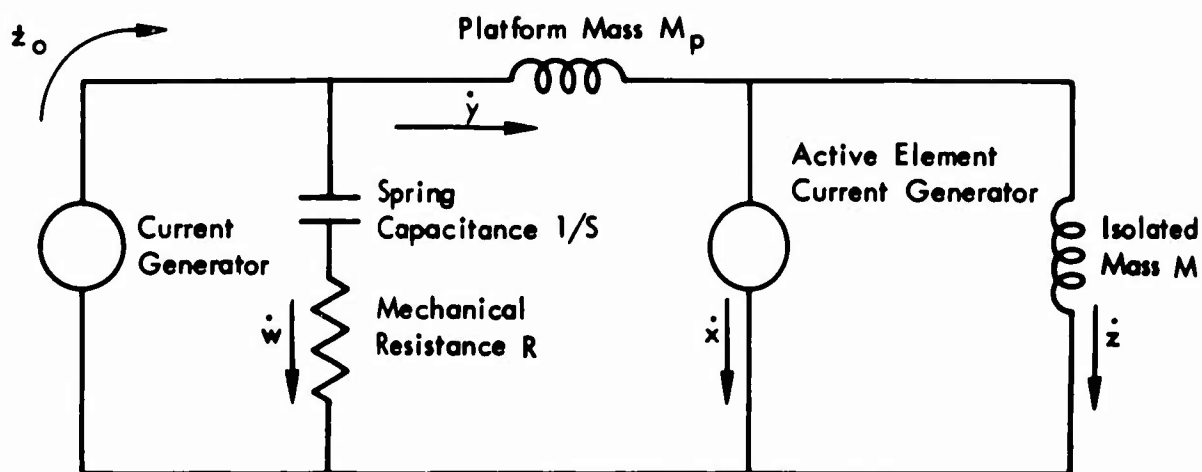 ż₀
Platform Mass Mₚ
ẏ
Active Element
Current Generator
Spring
Capacitance 1/S
Current
Generator
Isolated
Mass M
Mechanical
Resistance R
ẇ
ẋ
ż